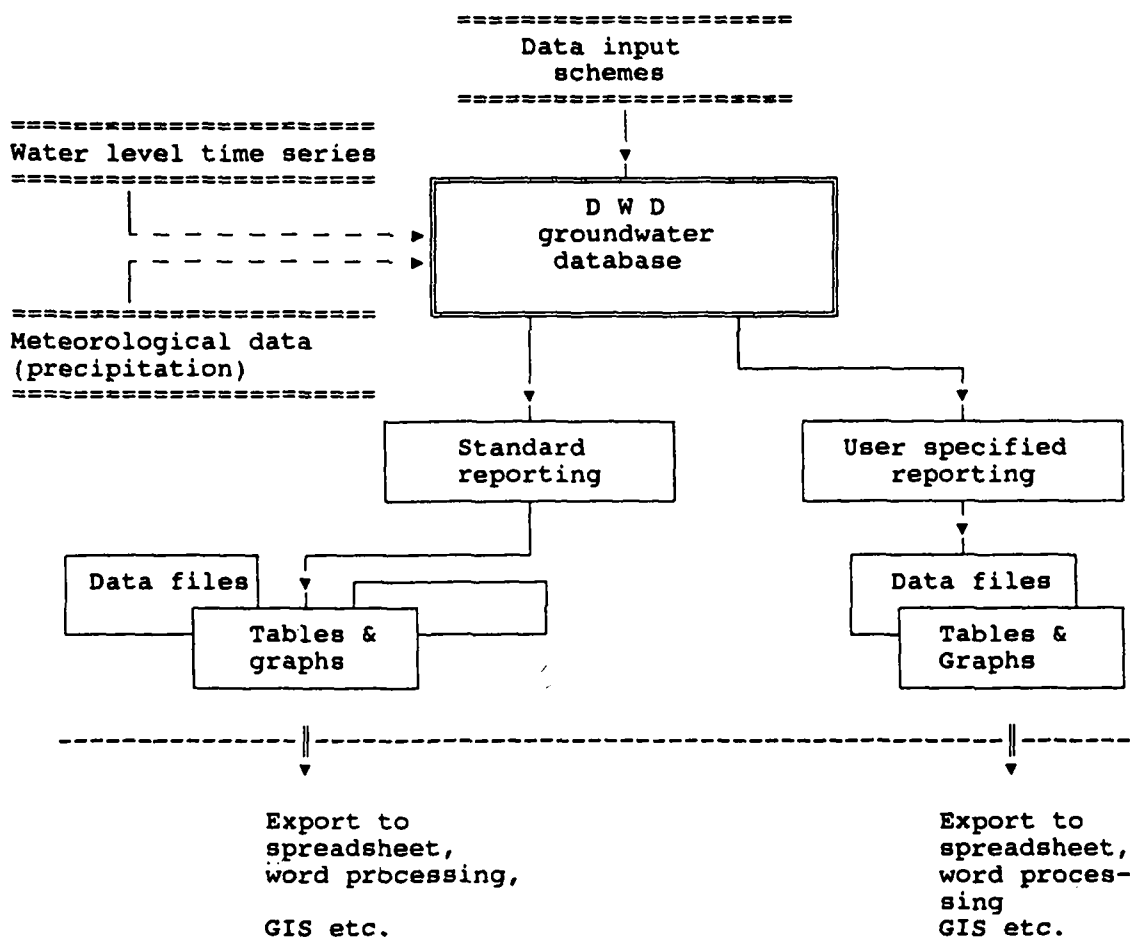 Data input
schemes
Water level time series
D W D
groundwater
database
Meteorological data
(precipitation)
Standard
reporting
User specified
reporting
Data files
Tables &
graphs
Data files
Tables &
Graphs
Export to
spreadsheet,
word processing,
GIS etc.
Export to
spreadsheet,
word proces-
sing
GIS etc.